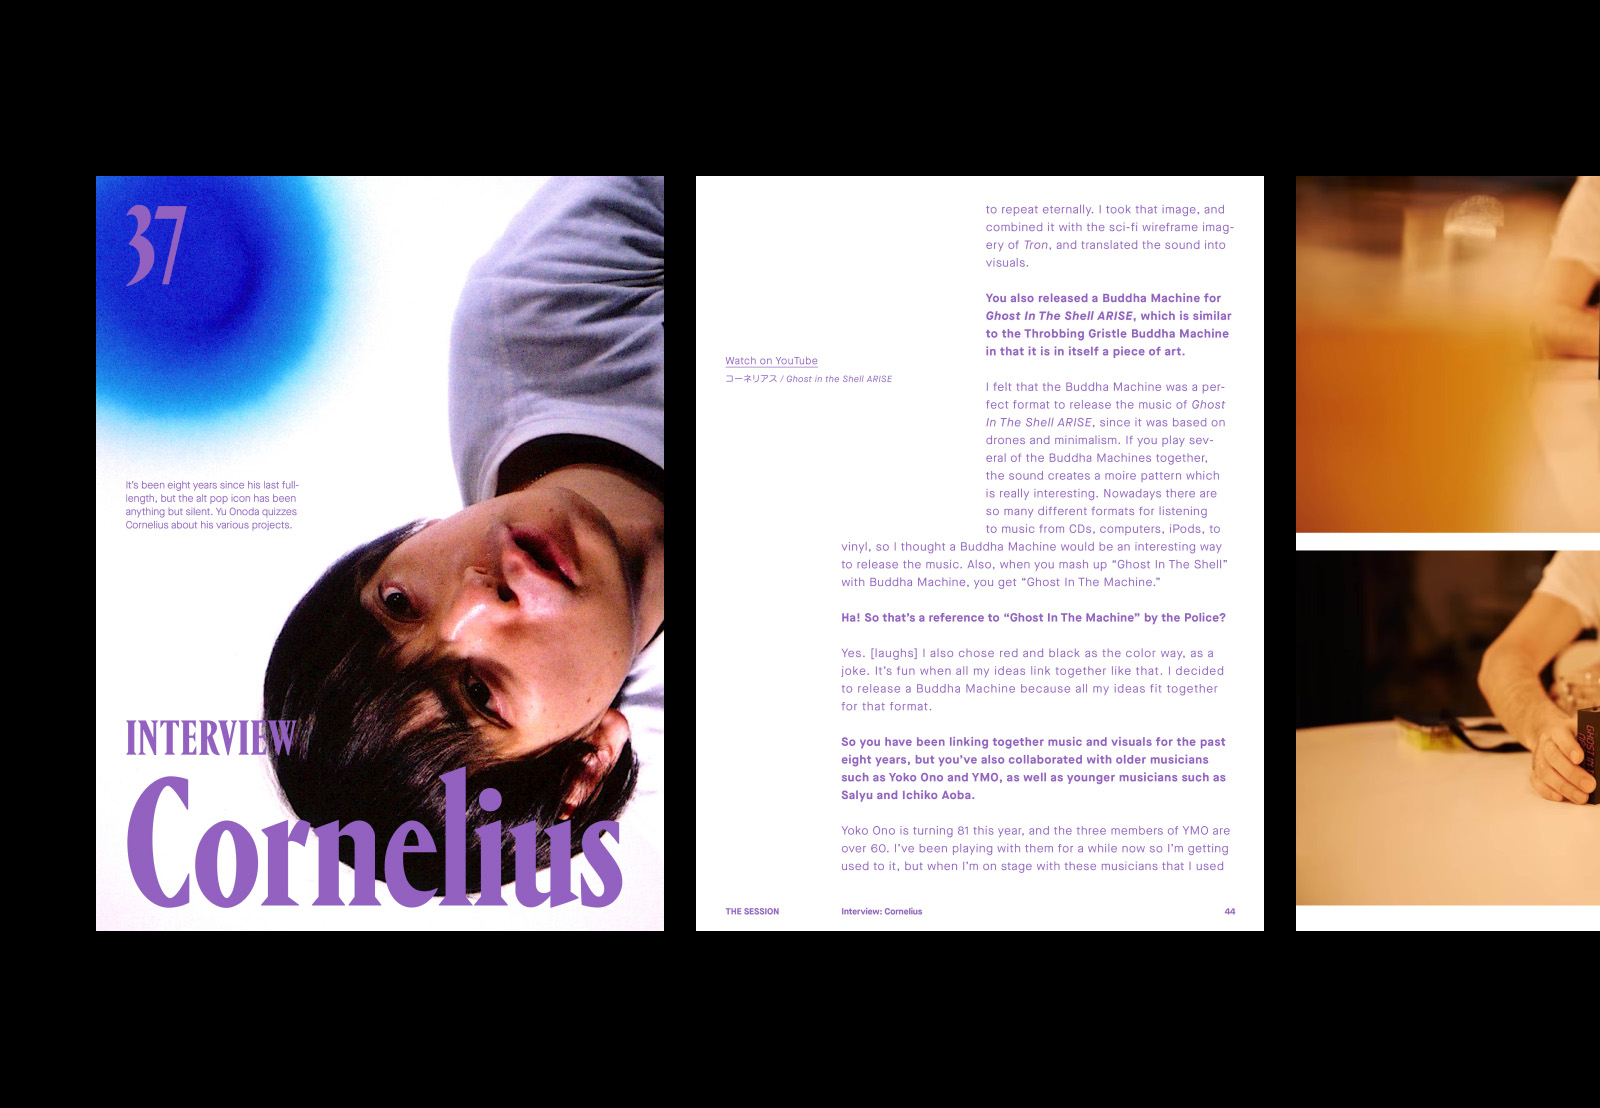 37
It's been eight years since his last full-
length, but the alt pop icon has been
anything but silent. Yu Onoda quizzes
Cornelius about his various projects.
INTERVIEW
Cornelius
Watch on YouTube
コーネリアス / Ghost in the Shell ARISE
to repeat eternally. I took that image, and
combined it with the sci-fi wireframe imag-
ery of Tron, and translated the sound into
visuals.
You also released a Buddha Machine for
Ghost In The Shell ARISE, which is similar
to the Throbbing Gristle Buddha Machine
in that it is in itself a piece of art.
I felt that the Buddha Machine was a per-
fect format to release the music of Ghost
In The Shell ARISE, since it was based on
drones and minimalism. If you play sev-
eral of the Buddha Machines together,
the sound creates a moire pattern which
is really interesting. Nowadays there are
so many different formats for listening
to music from CDs, computers, iPods, to
vinyl, so I thought a Buddha Machine would be an interesting way
to release the music. Also, when you mash up “Ghost In The Shell”
with Buddha Machine, you get “Ghost In The Machine.”
Ha! So that’s a reference to “Ghost In The Machine” by the Police?
Yes. [laughs] I also chose red and black as the color way, as a
joke. It’s fun when all my ideas link together like that. I decided
to release a Buddha Machine because all my ideas fit together
for that format.
So you have been linking together music and visuals for the past
eight years, but you’ve also collaborated with older musicians
such as Yoko Ono and YMO, as well as younger musicians such as
Salyu and Ichiko Aoba.
Yoko Ono is turning 81 this year, and the three members of YMO are
over 60. I’ve been playing with them for a while now so I’m getting
used to it, but when I’m on stage with these musicians that I used
THE SESSION
Interview: Cornelius
44
GHOST IN